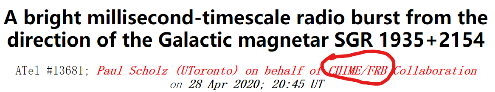 A bright millisecond-timescale radio burst from the
direction of the Galactic magnetar SGR 1935+2154
ATel #13681; Paul Scholz (UToronto) on behalf of CHIME/FRB Collaboration
on 28 Apr 2020; 20:45 UT